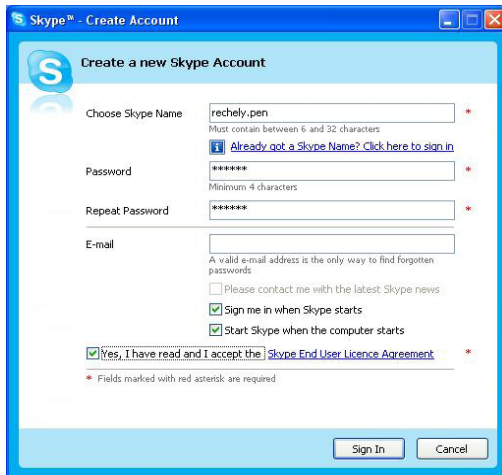 Skype™ - Create Account
Create a new Skype Account
Choose Skype Name
rechely.pen
*
Must contain between 6 and 32 characters
Already got a Skype Name? Click here to sign in
Password
******
*
Minimum 4 characters
Repeat Password
******
*
E-mail
A valid e-mail address is the only way to find forgotten
passwords
Please contact me with the latest Skype news
Sign me in when Skype starts
Start Skype when the computer starts
Yes, I have read and I accept the Skype End User Licence Agreement *
* Fields marked with red asterisk are required
Sign In
Cancel